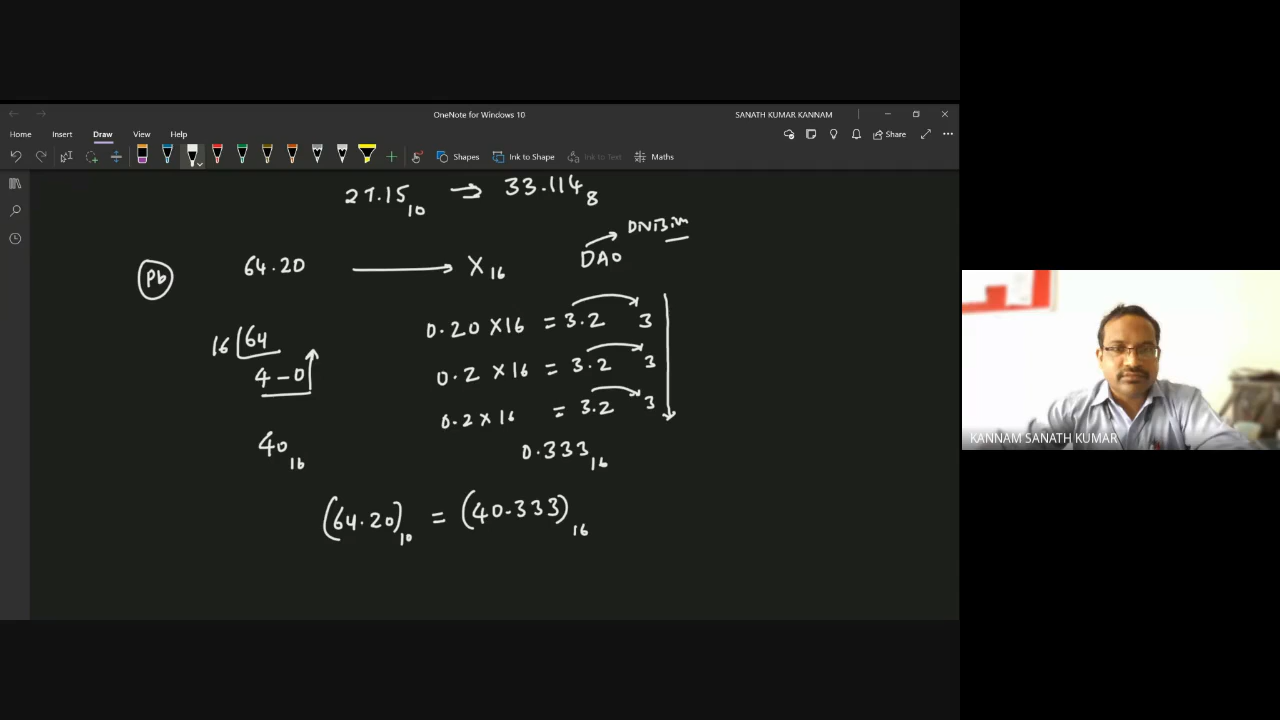 OneNote for Windows 10
SANATH KUMAR KANNAM
Home Insert Draw View Help
Share
Shapes Ink to Shape Ink to Text Maths
27.15₁₀ ⇒ 33.114₈
Pb 64.20 → X₁₆ DAO
0.20 × 16 = 3.2 3
16 64
4 – 0
0.2 × 16 = 3.2 3
0.2 × 16 = 3.2 3
40₁₆
0.333₁₆
(64.20)₁₀ = (40.333)₁₆
KANNAM SANATH KUMAR